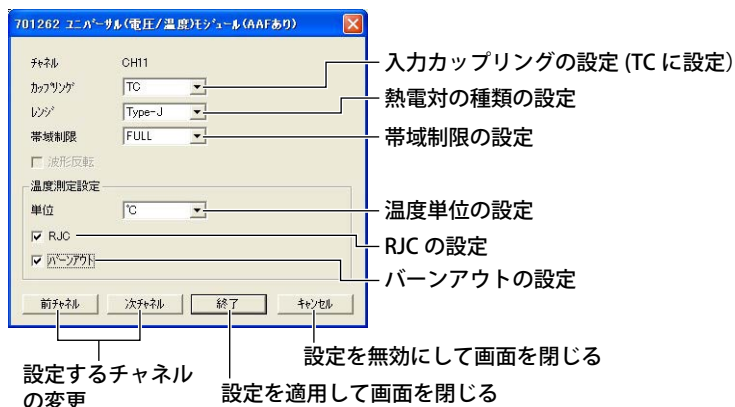 701262 ユニバーサル(電圧/温度)モジュール(AAFあり)
チャネル CH11
カップリング TC
レンジ Type-J
帯域制限 FULL
波形反転
温度測定設定
単位 ℃
RJC
バーンアウト
前チャネル 次チャネル 終了 キャンセル
入力カップリングの設定 (TC に設定)
熱電対の種類の設定
帯域制限の設定
温度単位の設定
RJC の設定
バーンアウトの設定
設定を無効にして画面を閉じる
設定するチャネル
の変更
設定を適用して画面を閉じる